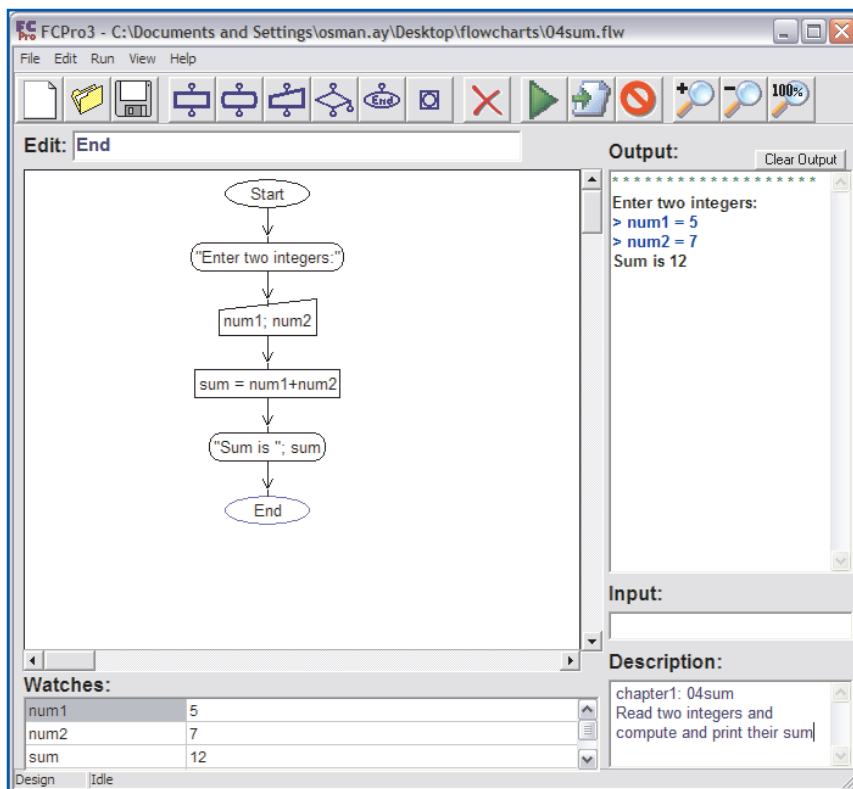 FC Pro FCPro3 - C:\Documents and Settings\osman.ay\Desktop\flowcharts\04sum.flw
File Edit Run View Help
End
100%
Edit: End
Start
"Enter two integers:"
num1; num2
sum = num1+num2
"Sum is "; sum
End
Output:
Clear Output
* * * * * * * * * * * * * * * * * * *
Enter two integers:
> num1 = 5
> num2 = 7
Sum is 12
Input:
Description:
chapter1: 04sum
Read two integers and
compute and print their sum
Watches:
num1 5
num2 7
sum 12
Design Idle